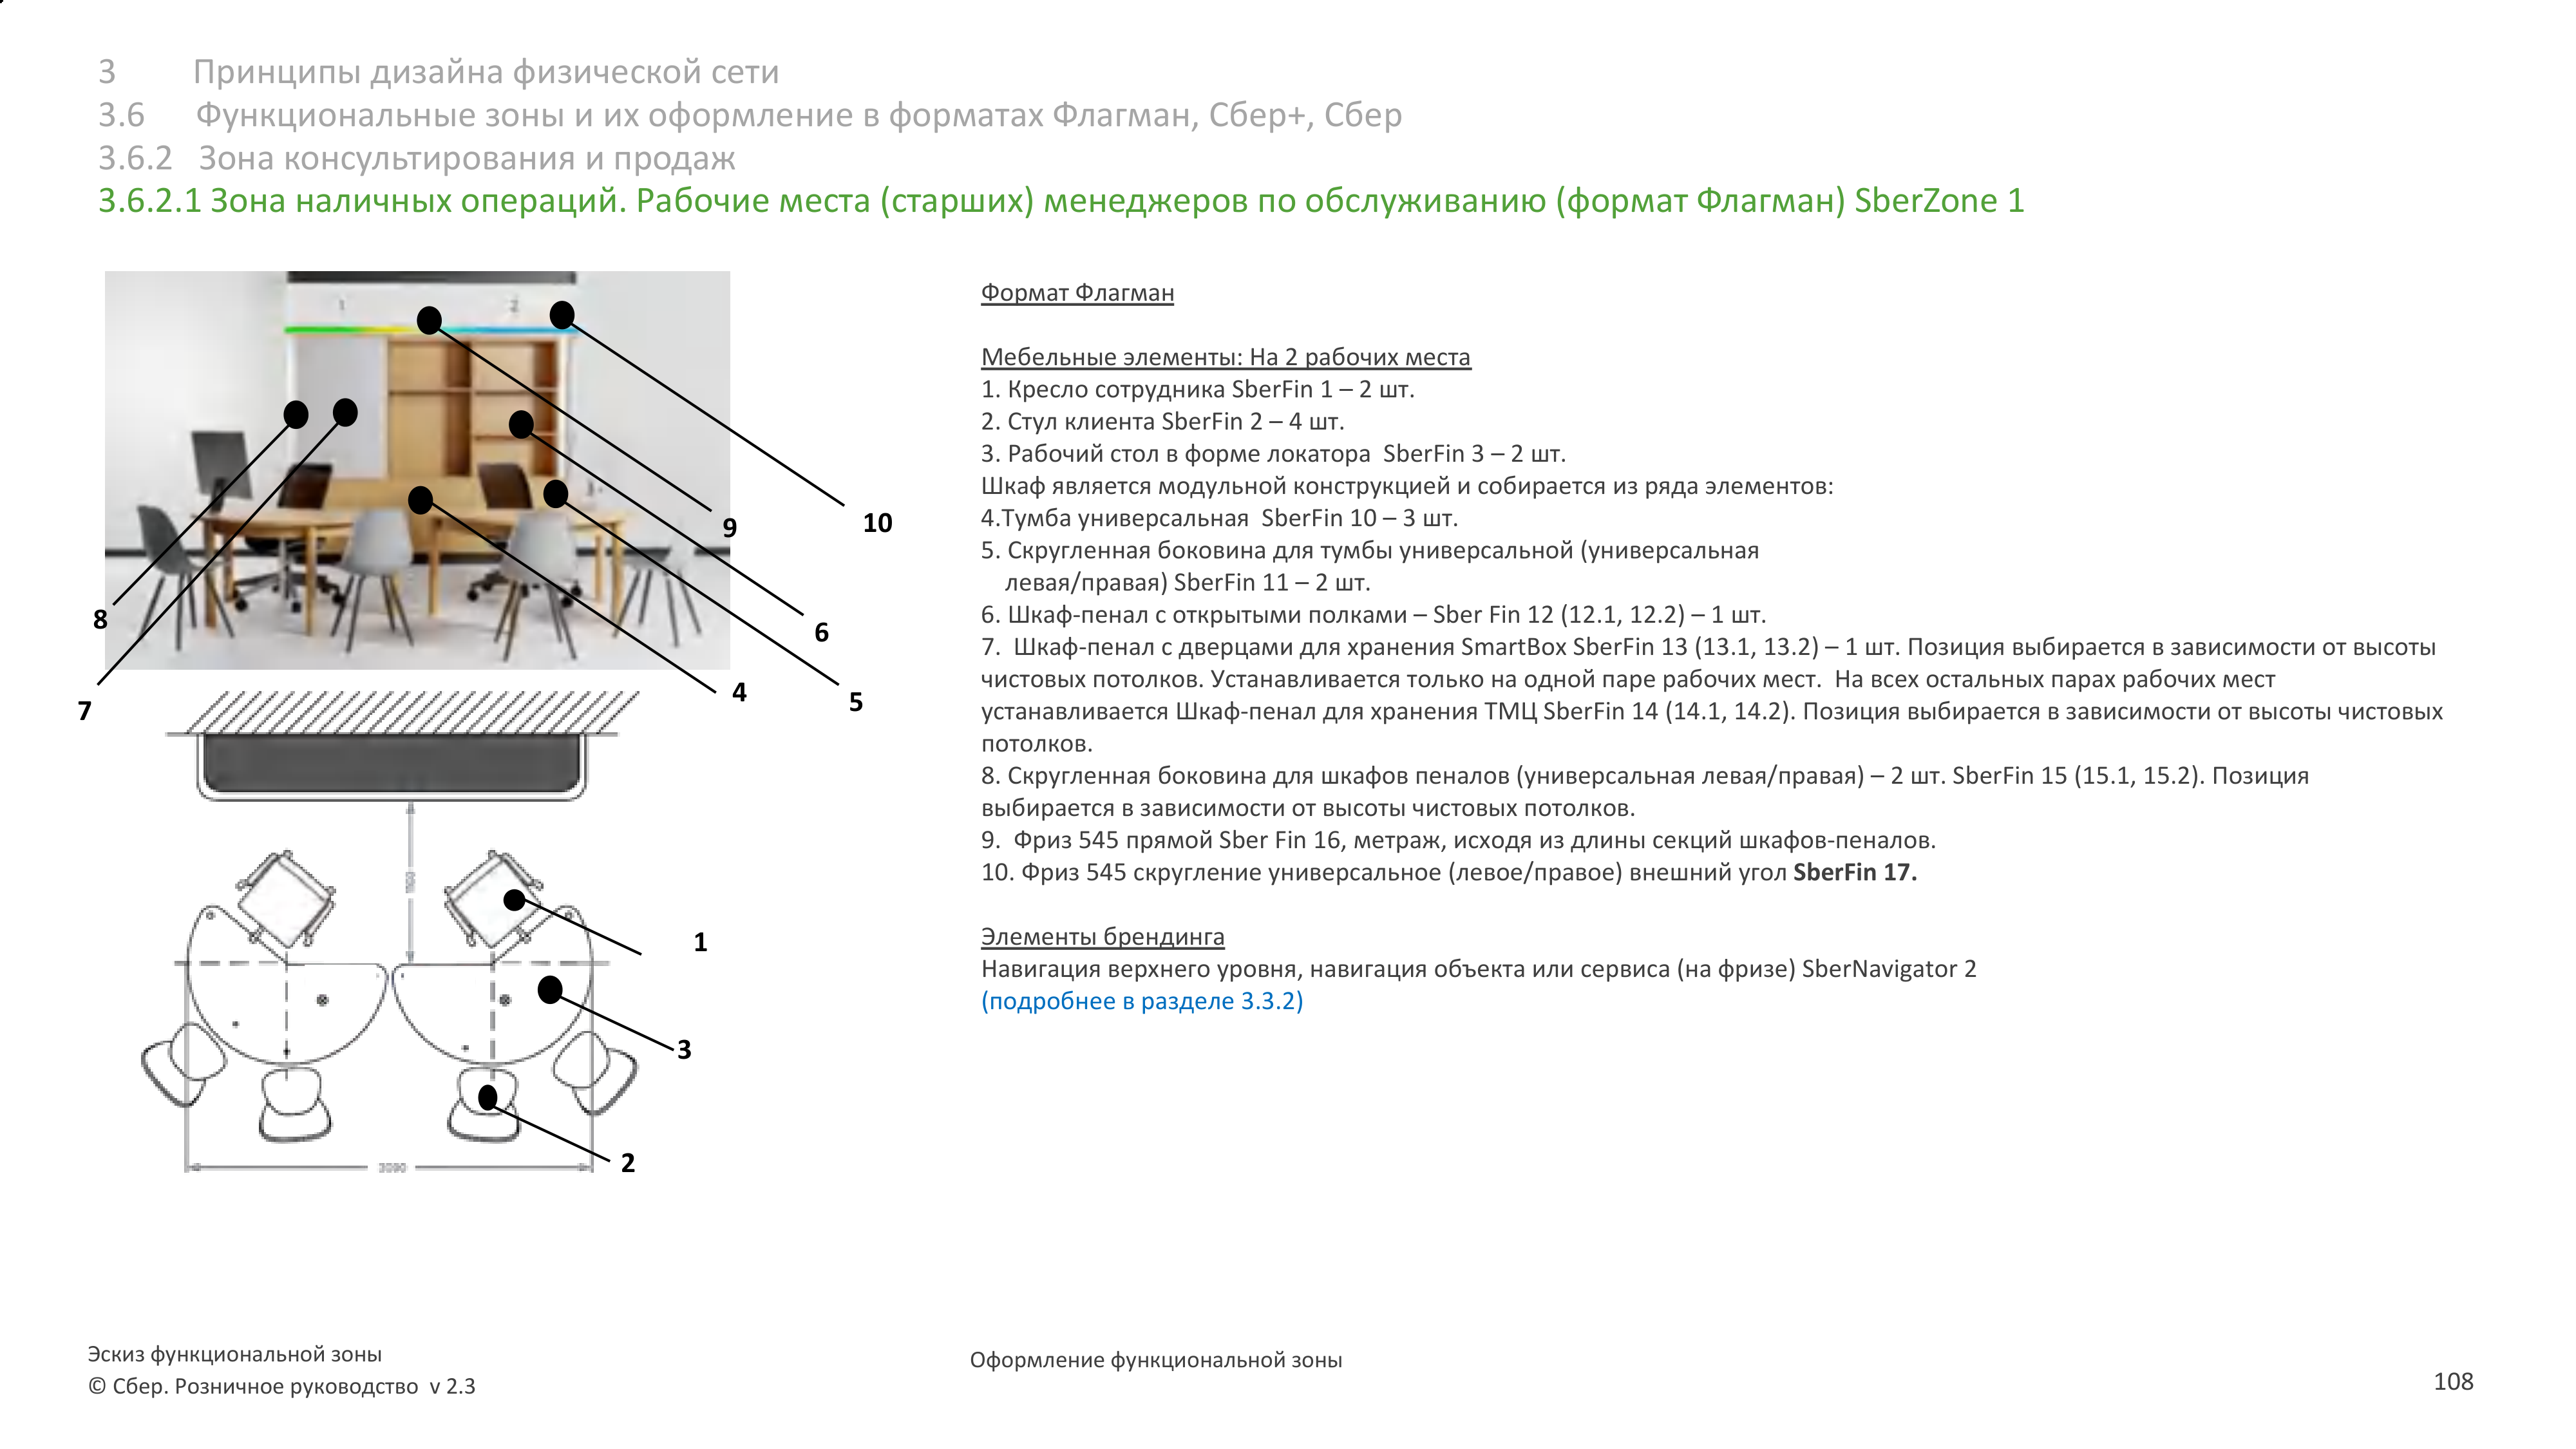 3 Принципы дизайна физической сети
3.6 Функциональные зоны и их оформление в форматах Флагман, Сбер+, Сбер
3.6.2 Зона консультирования и продаж
3.6.2.1 Зона наличных операций. Рабочие места (старших) менеджеров по обслуживанию (формат Флагман) SberZone 1
1
2
9
10
8
6
7
4
5
1
3
2
3090
Формат Флагман
Мебельные элементы: На 2 рабочих места
1. Кресло сотрудника SberFin 1 – 2 шт.
2. Стул клиента SberFin 2 – 4 шт.
3. Рабочий стол в форме локатора SberFin 3 – 2 шт.
Шкаф является модульной конструкцией и собирается из ряда элементов:
4.Тумба универсальная SberFin 10 – 3 шт.
5. Скругленная боковина для тумбы универсальной (универсальная
левая/правая) SberFin 11 – 2 шт.
6. Шкаф-пенал с открытыми полками – Sber Fin 12 (12.1, 12.2) – 1 шт.
7. Шкаф-пенал с дверцами для хранения SmartBox SberFin 13 (13.1, 13.2) – 1 шт. Позиция выбирается в зависимости от высоты
чистовых потолков. Устанавливается только на одной паре рабочих мест. На всех остальных парах рабочих мест
устанавливается Шкаф-пенал для хранения ТМЦ SberFin 14 (14.1, 14.2). Позиция выбирается в зависимости от высоты чистовых
потолков.
8. Скругленная боковина для шкафов пеналов (универсальная левая/правая) – 2 шт. SberFin 15 (15.1, 15.2). Позиция
выбирается в зависимости от высоты чистовых потолков.
9. Фриз 545 прямой Sber Fin 16, метраж, исходя из длины секций шкафов-пеналов.
10. Фриз 545 скругление универсальное (левое/правое) внешний угол SberFin 17.
Элементы брендинга
Навигация верхнего уровня, навигация объекта или сервиса (на фризе) SberNavigator 2
(подробнее в разделе 3.3.2)
Эскиз функциональной зоны
© Сбер. Розничное руководство v 2.3
Оформление функциональной зоны
108